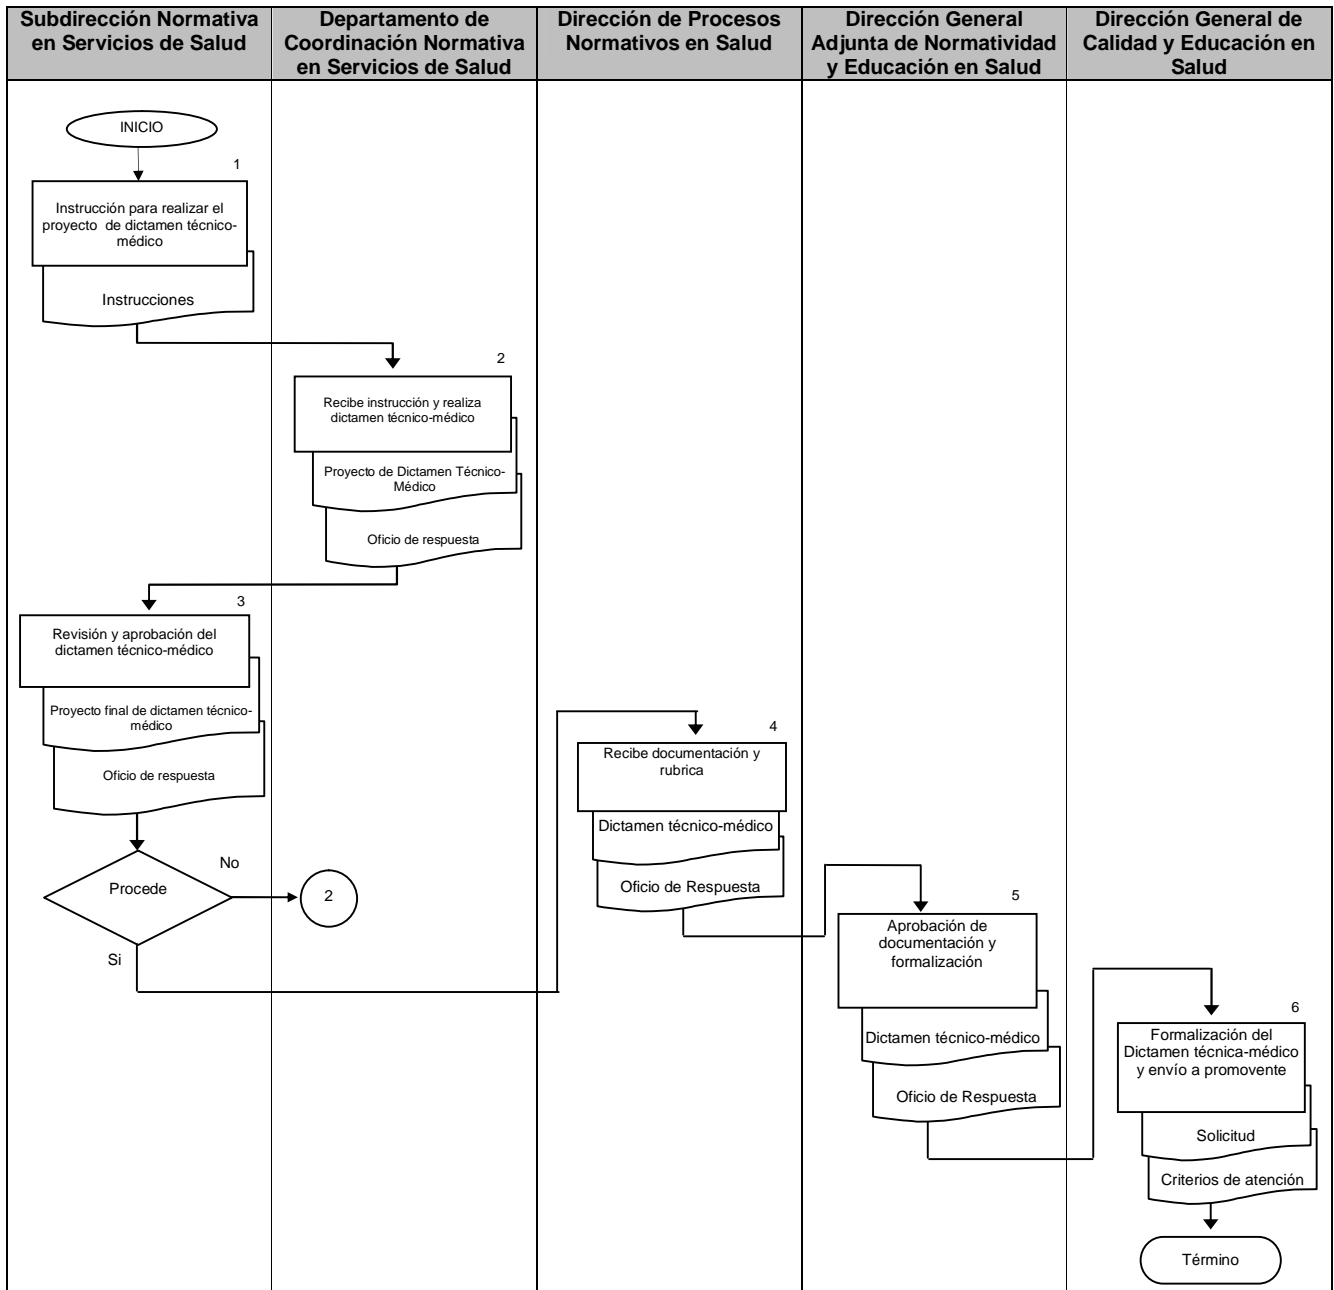 Subdirección Normativa
en Servicios de Salud
Departamento de
Coordinación Normativa
en Servicios de Salud
Dirección de Procesos
Normativos en Salud
Dirección General
Adjunta de Normatividad
y Educación en Salud
Dirección General de
Calidad y Educación en
Salud
INICIO
1
Instrucción para realizar el
proyecto de dictamen técnico-
médico
Instrucciones
2
Recibe instrucción y realiza
dictamen técnico-médico
Proyecto de Dictamen Técnico-
Médico
Oficio de respuesta
3
Revisión y aprobación del
dictamen técnico-médico
Proyecto final de dictamen técnico-
médico
Oficio de respuesta
Procede
No
2
Si
4
Recibe documentación y
rubrica
Dictamen técnico-médico
Oficio de Respuesta
5
Aprobación de
documentación y
formalización
Dictamen técnico-médico
Oficio de Respuesta
6
Formalización del
Dictamen técnica-médico
y envío a promovente
Solicitud
Criterios de atención
Término